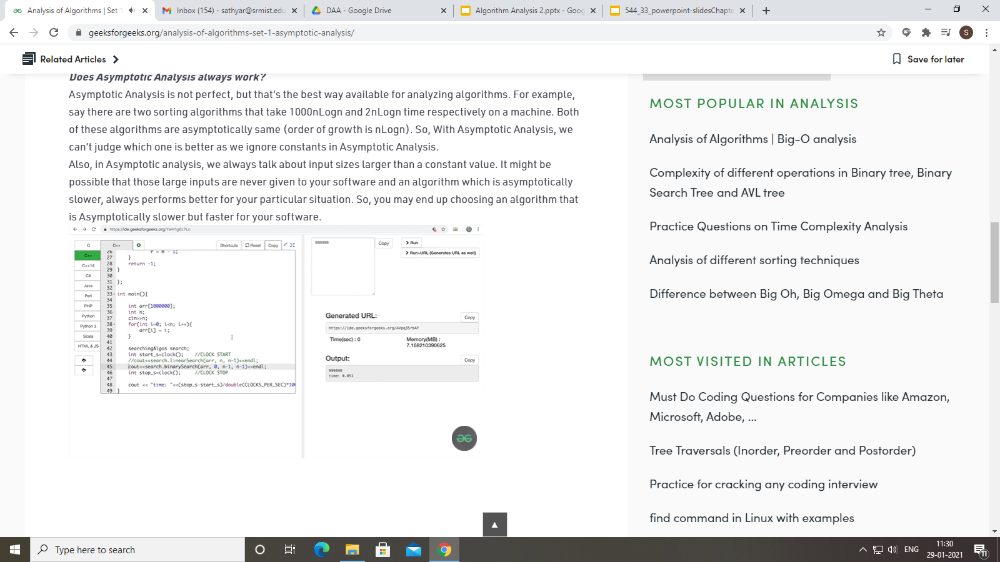 Analysis of Algorithms | Set 1
Inbox (154) - sathyar@srmist.edu
DAA - Google Drive
Algorithm Analysis 2.pptx - Goog
544_33_powerpoint-slidesChapte
geeksforgeeks.org/analysis-of-algorithms-set-1-asymptotic-analysis/
S
Related Articles
Save for later
Does Asymptotic Analysis always work?
Asymptotic Analysis is not perfect, but that's the best way available for analyzing algorithms. For example,
say there are two sorting algorithms that take 1000nLogn and 2nLogn time respectively on a machine. Both
of these algorithms are asymptotically same (order of growth is nLogn). So, With Asymptotic Analysis, we
can't judge which one is better as we ignore constants in Asymptotic Analysis.
Also, in Asymptotic analysis, we always talk about input sizes larger than a constant value. It might be
possible that those large inputs are never given to your software and an algorithm which is asymptotically
slower, always performs better for your particular situation. So, you may end up choosing an algorithm that
is Asymptotically slower but faster for your software.
https://ide.geeksforgeeks.org/YwH1g6z7Lo
C
C++
C++14
C#
Java
Perl
PHP
Python
Python 3
Scala
HTML & JS
C++
Shortcuts
Reset
Copy
26 r = m - 1;
27 }
28 return -1;
29 }
30
31 };
32
33 int main(){
34
35 int arr[1000000];
36 int n;
37 cin>>n;
38 for(int i=0; i<n; i++){
39 arr[i] = i;
40 }
41
42 searchingAlgos search;
43 int start_s=clock(); //CLOCK START
44 //cout<<search.linearSearch(arr, n, n-1)<<endl;
45 cout<<search.binarySearch(arr, 0, n-1, n-1)<<endl;
46 int stop_s=clock(); //CLOCK STOP
47
48 cout << "time: "<<(stop_s-start_s)/double(CLOCKS_PER_SEC)*10
49 }
999999
Copy
Run
Run+URL (Generates URL as well)
Generated URL:
Copy
https://ide.geeksforgeeks.org/AVpq35rbAF
Time(sec) : 0
Memory(MB) :
7.168210390625
Output:
Copy
999998
time: 0.051
MOST POPULAR IN ANALYSIS
Analysis of Algorithms | Big-O analysis
Complexity of different operations in Binary tree, Binary
Search Tree and AVL tree
Practice Questions on Time Complexity Analysis
Analysis of different sorting techniques
Difference between Big Oh, Big Omega and Big Theta
MOST VISITED IN ARTICLES
Must Do Coding Questions for Companies like Amazon,
Microsoft, Adobe, ...
Tree Traversals (Inorder, Preorder and Postorder)
Practice for cracking any coding interview
find command in Linux with examples
Type here to search
ENG
11:30
29-01-2021
11